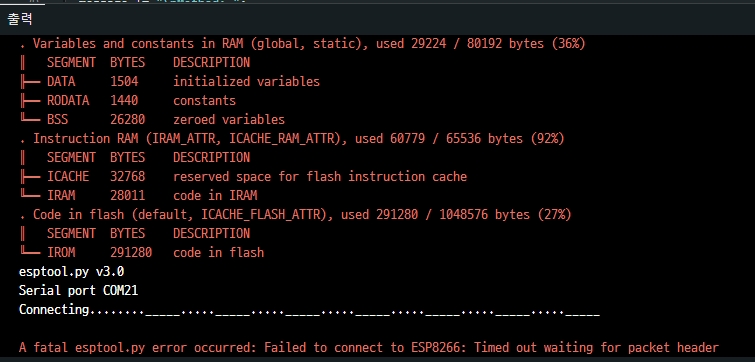 출력
. Variables and constants in RAM (global, static), used 29224 / 80192 bytes (36%)
║   SEGMENT  BYTES    DESCRIPTION
╠══ DATA     1504     initialized variables
╠══ RODATA   1440     constants
╚══ BSS      26280    zeroed variables
. Instruction RAM (IRAM_ATTR, ICACHE_RAM_ATTR), used 60779 / 65536 bytes (92%)
║   SEGMENT  BYTES    DESCRIPTION
╠══ ICACHE   32768    reserved space for flash instruction cache
╚══ IRAM     28011    code in IRAM
. Code in flash (default, ICACHE_FLASH_ATTR), used 291280 / 1048576 bytes (27%)
║   SEGMENT  BYTES    DESCRIPTION
╚══ IROM     291280   code in flash
esptool.py v3.0
Serial port COM21
Connecting........_____....._____....._____....._____....._____....._____....._____
A fatal esptool.py error occurred: Failed to connect to ESP8266: Timed out waiting for packet header